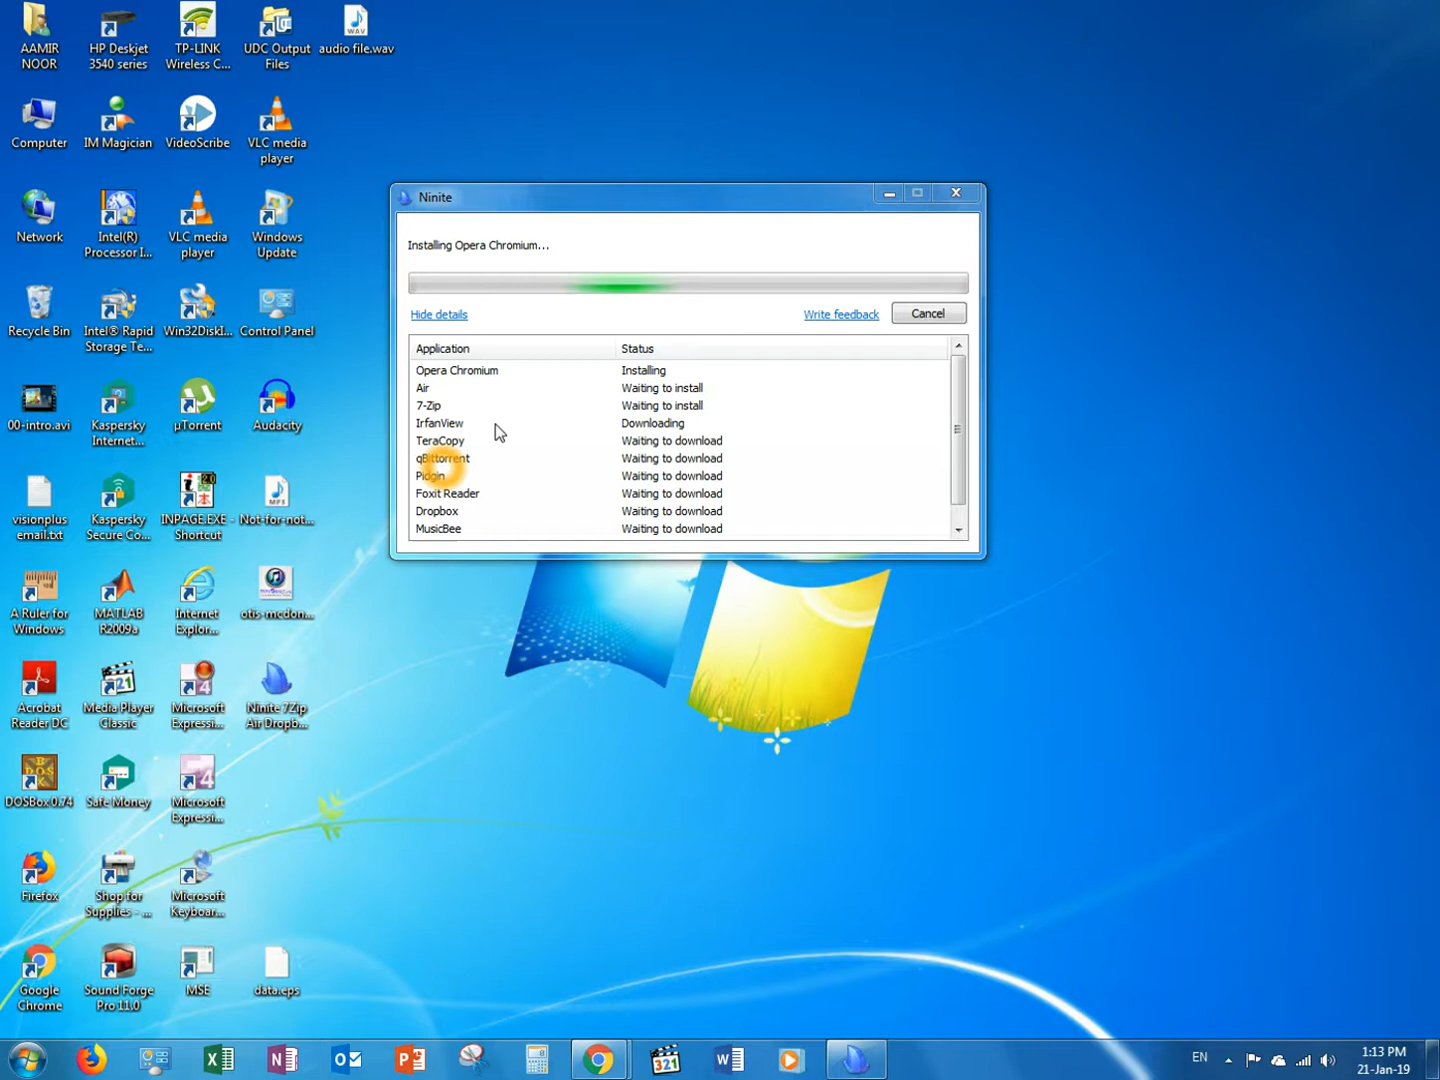 AAMIR
NOOR
HP Deskjet
3540 series
TP-LINK
Wireless C...
UDC Output
Files
WAV
audio file.wav
Computer
IM Magician
VideoScribe
VLC media
player
Network
Intel(R)
Processor I...
VLC media
player
Windows
Update
Recycle Bin
Intel® Rapid
Storage Te...
Win32DiskI...
Control Panel
00-intro.avi
Kaspersky
Internet...
µTorrent
Audacity
visionplus
email.txt
Kaspersky
Secure Co...
INPAGE.EXE -
Shortcut
MP3
Not-for-not...
A Ruler for
Windows
MATLAB
R2009a
Internet
Explor...
otis-mcdon...
Acrobat
Reader DC
321
Media Player
Classic
4
Microsoft
Expressi...
Ninite 7Zip
Air Dropb...
DOSBox 0.74
Safe Money
4
Microsoft
Expressi...
Firefox
Shop for
Supplies - ...
Microsoft
Keyboar...
Google
Chrome
Sound Forge
Pro 11.0
MSE
data.eps
Ninite
Installing Opera Chromium...
Hide details
Write feedback
Cancel
Application Status
Opera Chromium Installing
Air Waiting to install
7-Zip Waiting to install
IrfanView Downloading
TeraCopy Waiting to download
qBittorrent Waiting to download
Pidgin Waiting to download
Foxit Reader Waiting to download
Dropbox Waiting to download
MusicBee Waiting to download
321
EN
1:13 PM
21-Jan-19